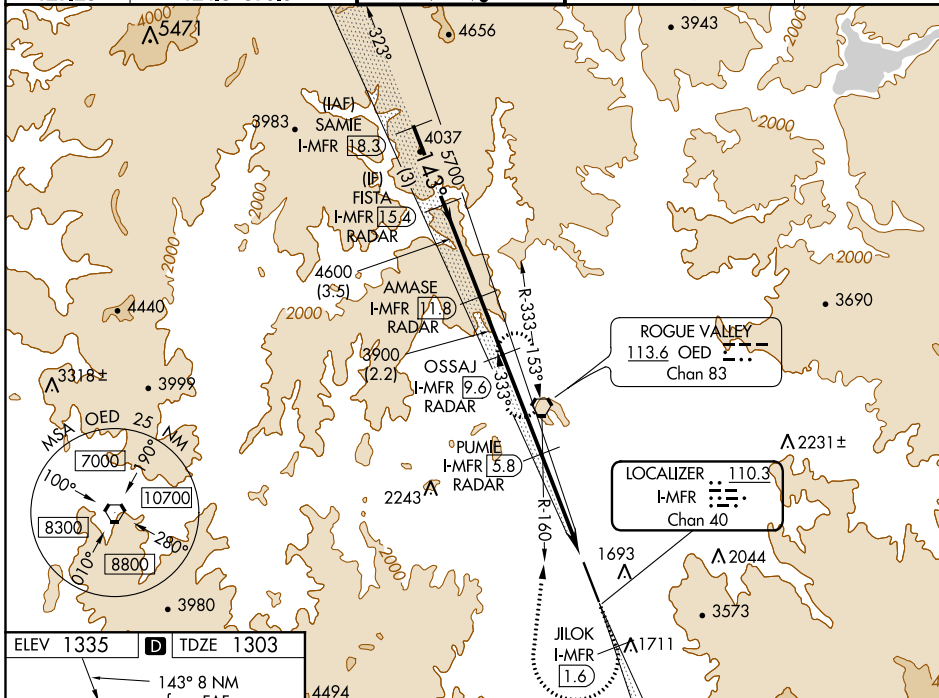 5471
4000
323°
4656
3943
2000
(IAF)
SAMIE
I-MFR 18.3
3983
4037
5700
(3)
143°
2000
(IF)
FISTA
I-MFR 15.4
RADAR
2000
4600
(3.5)
2000
AMASE
I-MFR 11.8
RADAR
R-333
153°
2000
3690
4440
2000
3900
(2.2)
OSSAJ
I-MFR 9.6
RADAR
333°
ROGUE VALLEY
113.6 OED
Chan 83
3318±
3999
MSA OED 25 NM
7000
190°
100°
10700
8300
280°
010°
8800
PUMIE
I-MFR 5.8
RADAR
2231±
2243
R-160
LOCALIZER 110.3
I-MFR
Chan 40
2000
1693
2044
3980
3573
JILOK
I-MFR
1.6
1711
ELEV 1335 D TDZE 1303
143° 8 NM
4494